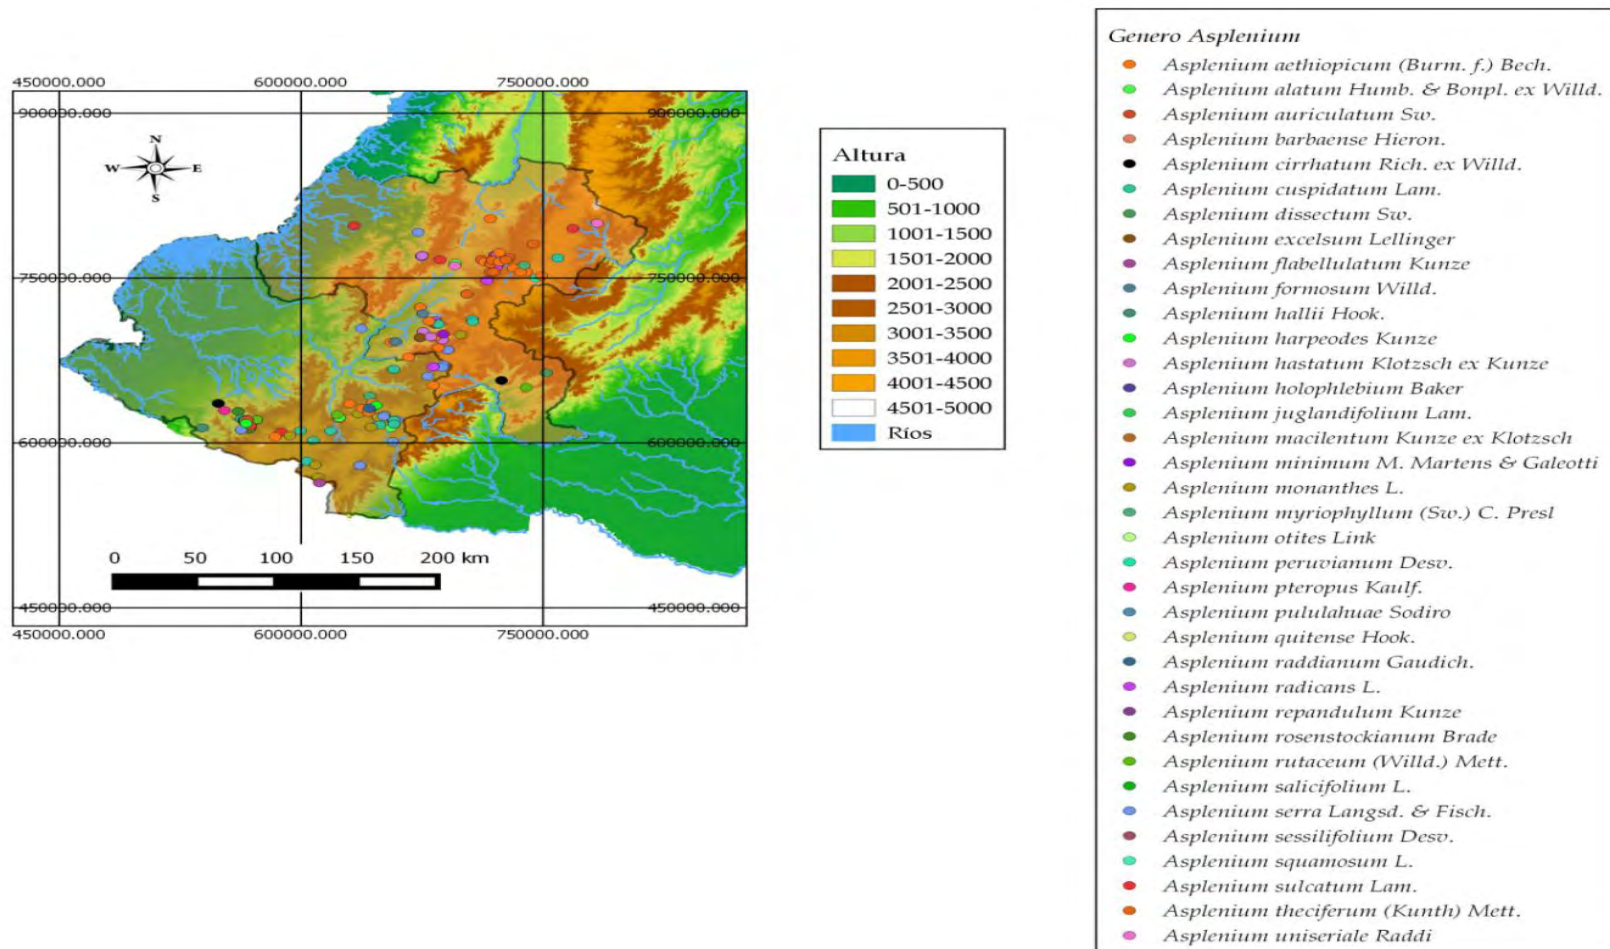 450000.000 600000.000 750000.000
900000.000 900000.000
N
W E
S
750000.000 750000.000
600000.000 600000.000
0 50 100 150 200 km
450000.000 450000.000
450000.000 600000.000 750000.000
Altura
0-500
501-1000
1001-1500
1501-2000
2001-2500
2501-3000
3001-3500
3501-4000
4001-4500
4501-5000
Ríos
Genero Asplenium
Asplenium aethiopicum (Burm. f.) Bech.
Asplenium alatum Humb. & Bonpl. ex Willd.
Asplenium auriculatum Sw.
Asplenium barbaense Hieron.
Asplenium cirrhatum Rich. ex Willd.
Asplenium cuspidatum Lam.
Asplenium dissectum Sw.
Asplenium excelsum Lellinger
Asplenium flabellulatum Kunze
Asplenium formosum Willd.
Asplenium hallii Hook.
Asplenium harpeodes Kunze
Asplenium hastatum Klotzsch ex Kunze
Asplenium holophlebium Baker
Asplenium juglandifolium Lam.
Asplenium macilentum Kunze ex Klotzsch
Asplenium minimum M. Martens & Galeotti
Asplenium monanthes L.
Asplenium myriophyllum (Sw.) C. Presl
Asplenium otites Link
Asplenium peruvianum Desv.
Asplenium pteropus Kaulf.
Asplenium pululahuae Sodiro
Asplenium quitense Hook.
Asplenium raddianum Gaudich.
Asplenium radicans L.
Asplenium repandulum Kunze
Asplenium rosenstockianum Brade
Asplenium rutaceum (Willd.) Mett.
Asplenium salicifolium L.
Asplenium serra Langsd. & Fisch.
Asplenium sessilifolium Desv.
Asplenium squamosum L.
Asplenium sulcatum Lam.
Asplenium theciferum (Kunth) Mett.
Asplenium uniseriale Raddi